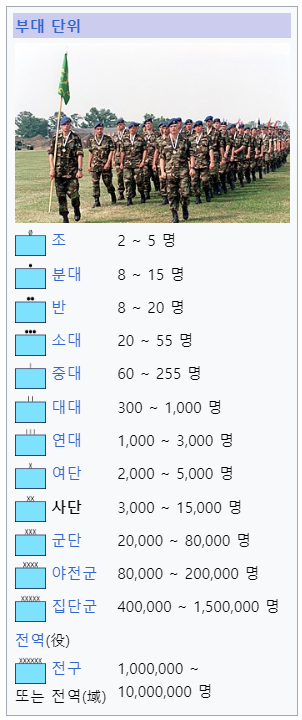 부대 단위
조 2 ~ 5 명
분대 8 ~ 15 명
반 8 ~ 20 명
소대 20 ~ 55 명
중대 60 ~ 255 명
대대 300 ~ 1,000 명
연대 1,000 ~ 3,000 명
여단 2,000 ~ 5,000 명
사단 3,000 ~ 15,000 명
군단 20,000 ~ 80,000 명
야전군 80,000 ~ 200,000 명
집단군 400,000 ~ 1,500,000 명
전역(役)
전구 1,000,000 ~
또는 전역(域) 10,000,000 명